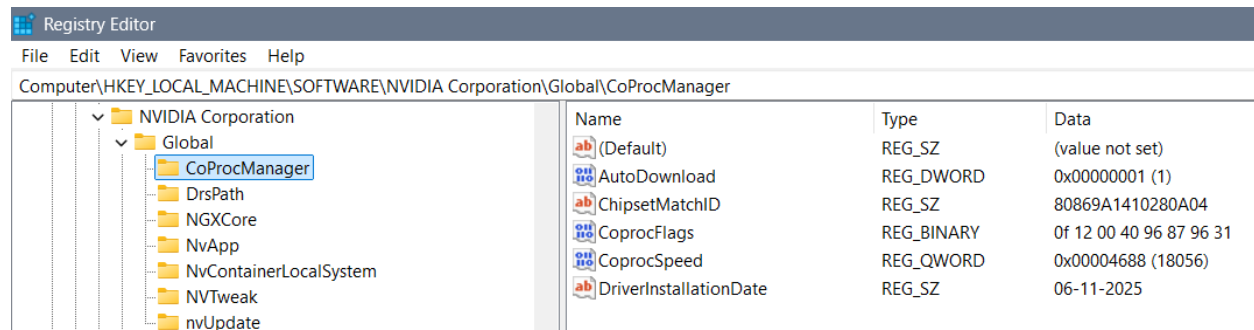 Registry Editor
File Edit View Favorites Help
Computer\HKEY_LOCAL_MACHINE\SOFTWARE\NVIDIA Corporation\Global\CoProcManager
NVIDIA Corporation
Global
CoProcManager
DrsPath
NGXCore
NvApp
NvContainerLocalSystem
NVTweak
nvUpdate
Name Type Data
(Default) REG_SZ (value not set)
AutoDownload REG_DWORD 0x00000001 (1)
ChipsetMatchID REG_SZ 80869A1410280A04
CoprocFlags REG_BINARY 0f 12 00 40 96 87 96 31
CoprocSpeed REG_QWORD 0x00004688 (18056)
DriverInstallationDate REG_SZ 06-11-2025